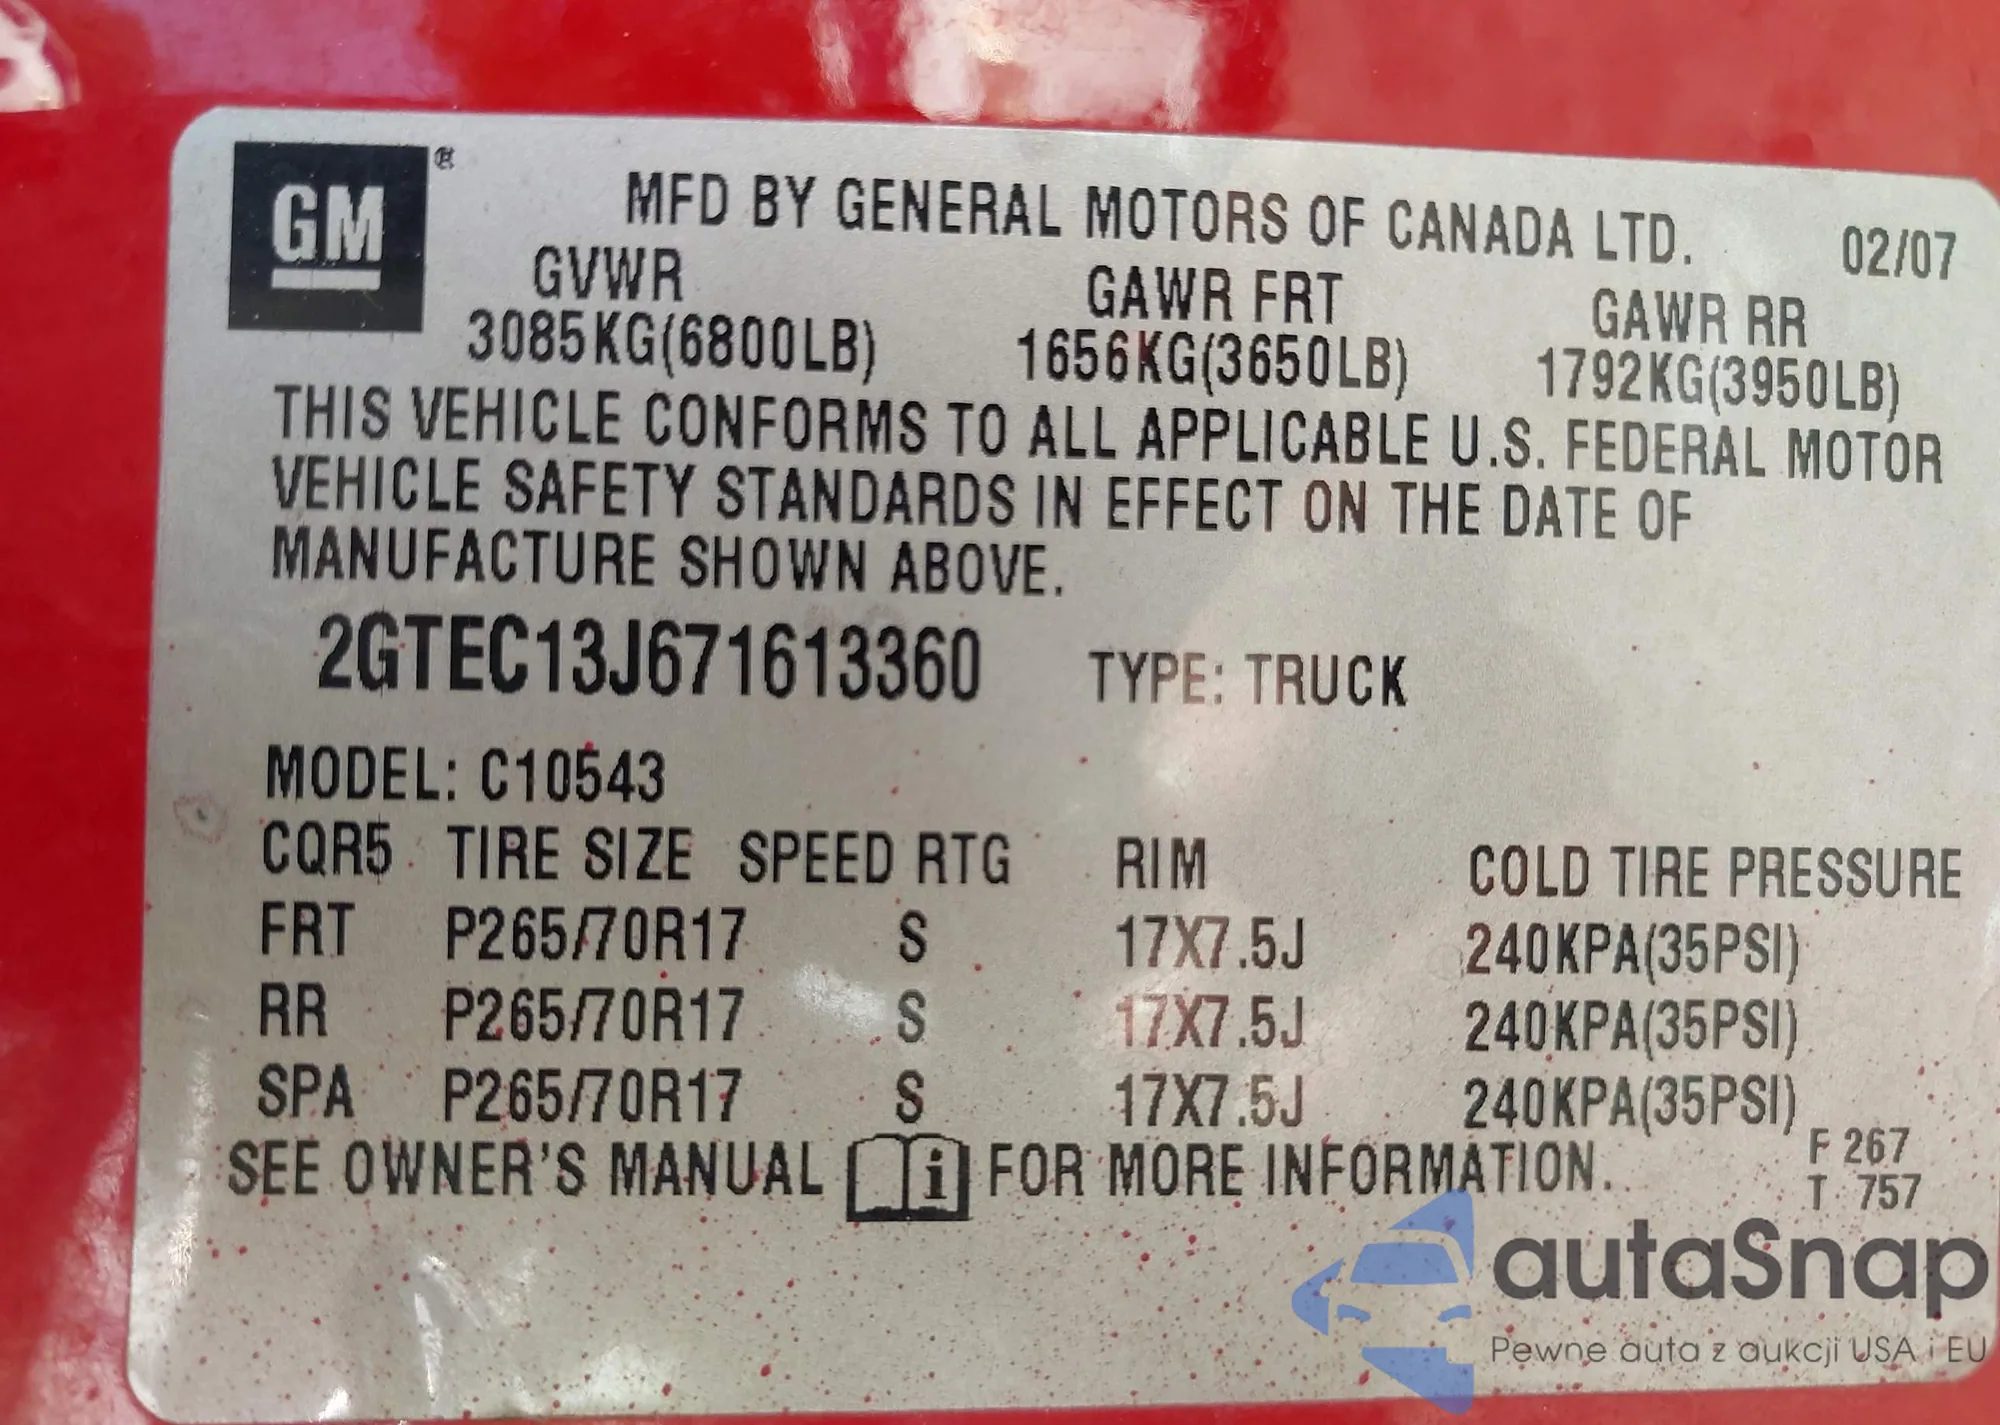 GM®
MFD BY GENERAL MOTORS OF CANADA LTD. 02/07
GVWR GAWR FRT GAWR RR
3085KG(6800LB) 1656KG(3650LB) 1792KG(3950LB)
THIS VEHICLE CONFORMS TO ALL APPLICABLE U.S. FEDERAL MOTOR
VEHICLE SAFETY STANDARDS IN EFFECT ON THE DATE OF
MANUFACTURE SHOWN ABOVE.
2GTEC13J671613360 TYPE: TRUCK
MODEL: C10543
CQR5 TIRE SIZE SPEED RTG RIM COLD TIRE PRESSURE
FRT P265/70R17 S 17X7.5J 240KPA(35PSI)
RR P265/70R17 S 17X7.5J 240KPA(35PSI)
SPA P265/70R17 S 17X7.5J 240KPA(35PSI)
SEE OWNER'S MANUAL i FOR MORE INFORMATION.
F 267
T 757
autaSnap
Pewne auta z aukcji USA i EU